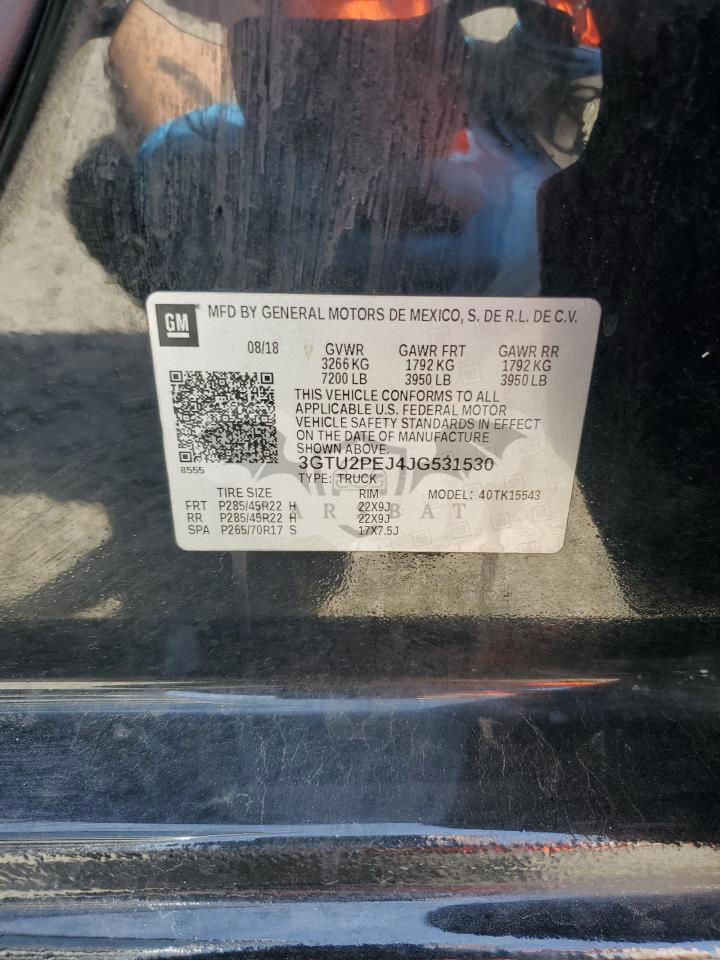 GM
MFD BY GENERAL MOTORS DE MEXICO, S. DE R.L. DE C.V.
08/18 GVWR GAWR FRT GAWR RR
3266 KG 1792 KG 1792 KG
7200 LB 3950 LB 3950 LB
THIS VEHICLE CONFORMS TO ALL
APPLICABLE U.S. FEDERAL MOTOR
VEHICLE SAFETY STANDARDS IN EFFECT
ON THE DATE OF MANUFACTURE
SHOWN ABOVE.
8555
3GTU2PEJ4JG531530
TYPE: TRUCK
TIRE SIZE RIM MODEL: 40TK15543
FRT P285/45R22 H 22X9J
RR P285/45R22 H 22X9J
SPA P265/70R17 S 17X7.5J